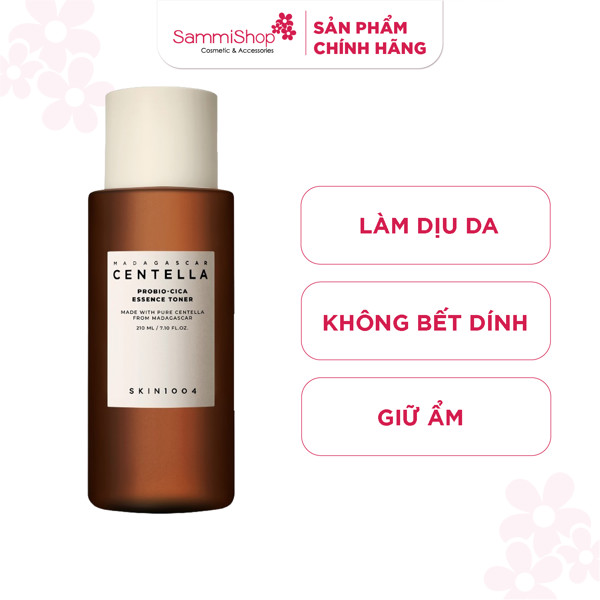 SammiShop
Cosmetic & Accessories
SẢN PHẨM
CHÍNH HÃNG
MADAGASCAR
CENTELLA
PROBIO-CICA
ESSENCE TONER
MADE WITH PURE CENTELLA
FROM MADAGASCAR
210 ML / 7.10 FL.OZ.
SKIN1004
LÀM DỊU DA
KHÔNG BẾT DÍNH
GIỮ ẨM